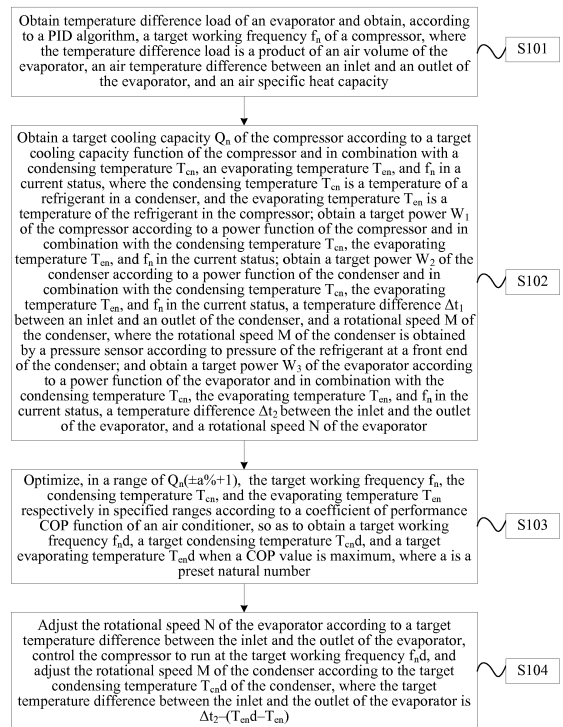 Obtain temperature difference load of an evaporator and obtain, according
to a PID algorithm, a target working frequency fₙ of a compressor, where
the temperature difference load is a product of an air volume of the
evaporator, an air temperature difference between an inlet and an outlet of
the evaporator, and an air specific heat capacity
S101
Obtain a target cooling capacity Qₙ of the compressor according to a target
cooling capacity function of the compressor and in combination with a
condensing temperature T_cn, an evaporating temperature T_en, and fₙ in a
current status, where the condensing temperature T_cn is a temperature of a
refrigerant in a condenser, and the evaporating temperature T_en is a
temperature of the refrigerant in the compressor; obtain a target power W₁
of the compressor according to a power function of the compressor and in
combination with the condensing temperature T_cn, the evaporating
temperature T_en, and fₙ in the current status; obtain a target power W₂ of the
condenser according to a power function of the condenser and in
combination with the condensing temperature T_cn, the evaporating
temperature T_en, and fₙ in the current status, a temperature difference Δt₁
between an inlet and an outlet of the condenser, and a rotational speed M of
the condenser, where the rotational speed M of the condenser is obtained
by a pressure sensor according to pressure of the refrigerant at a front end
of the condenser; and obtain a target power W₃ of the evaporator according
to a power function of the evaporator and in combination with the
condensing temperature T_cn, the evaporating temperature T_en, and fₙ in the
current status, a temperature difference Δt₂ between the inlet and the outlet
of the evaporator, and a rotational speed N of the evaporator
S102
Optimize, in a range of Qₙ(±a%+1), the target working frequency fₙ, the
condensing temperature T_cn, and the evaporating temperature T_en
respectively in specified ranges according to a coefficient of performance
COP function of an air conditioner, so as to obtain a target working
frequency fₙd, a target condensing temperature T_cnd, and a target
evaporating temperature T_end when a COP value is maximum, where a is a
preset natural number
S103
Adjust the rotational speed N of the evaporator according to a target
temperature difference between the inlet and the outlet of the evaporator,
control the compressor to run at the target working frequency fₙd, and
adjust the rotational speed M of the condenser according to the target
condensing temperature T_cnd of the condenser, where the target
temperature difference between the inlet and the outlet of the evaporator is
Δt₂–(T_end–T_en)
S104